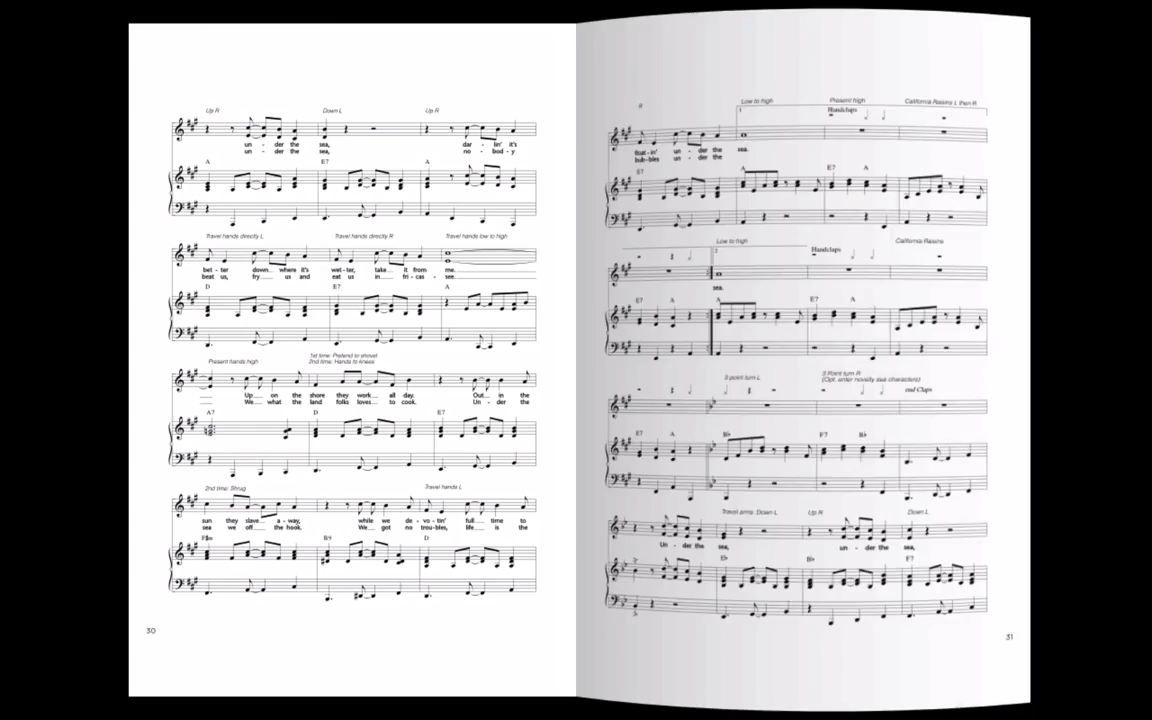 Up R Down L Up R
un - der the sea, dar - lin' it's
un - der the sea, no - bod - y
A E7 A
Travel hands directly L Travel hands directly R Travel hands low to high
bet - ter down where it's wet - ter, take it from me.
beat us, fry us and eat us in fri - cas - see.
D E7 A
Present hands high 1st time: Pretend to shovel
2nd time: Hands to knees
Up on the shore they work all day. Out in the
We what the land folks loves to cook. Un - der the
A7 D E7
2nd time: Shrug Travel hands L
sun they slave a - way, while we de - vo - tin' full time to
sea we off the hook. We got no trou - bles, life is the
F#m B9 D
30
R Low to high Present high California Raisins L then R
1 Handclaps
float - in' un - der the sea.
bub - bles un - der the
E7 A E7 A
Low to high California Raisins
2 Handclaps
sea.
E7 A A E7 A
3 point turn L 3 Point turn R
(Opt. enter novelty sea characters)
end Claps
E7 A Bb F7 Bb
Travel arms Down L Up R Down L
Un - der the sea, un - der the sea,
Eb Bb F7
31